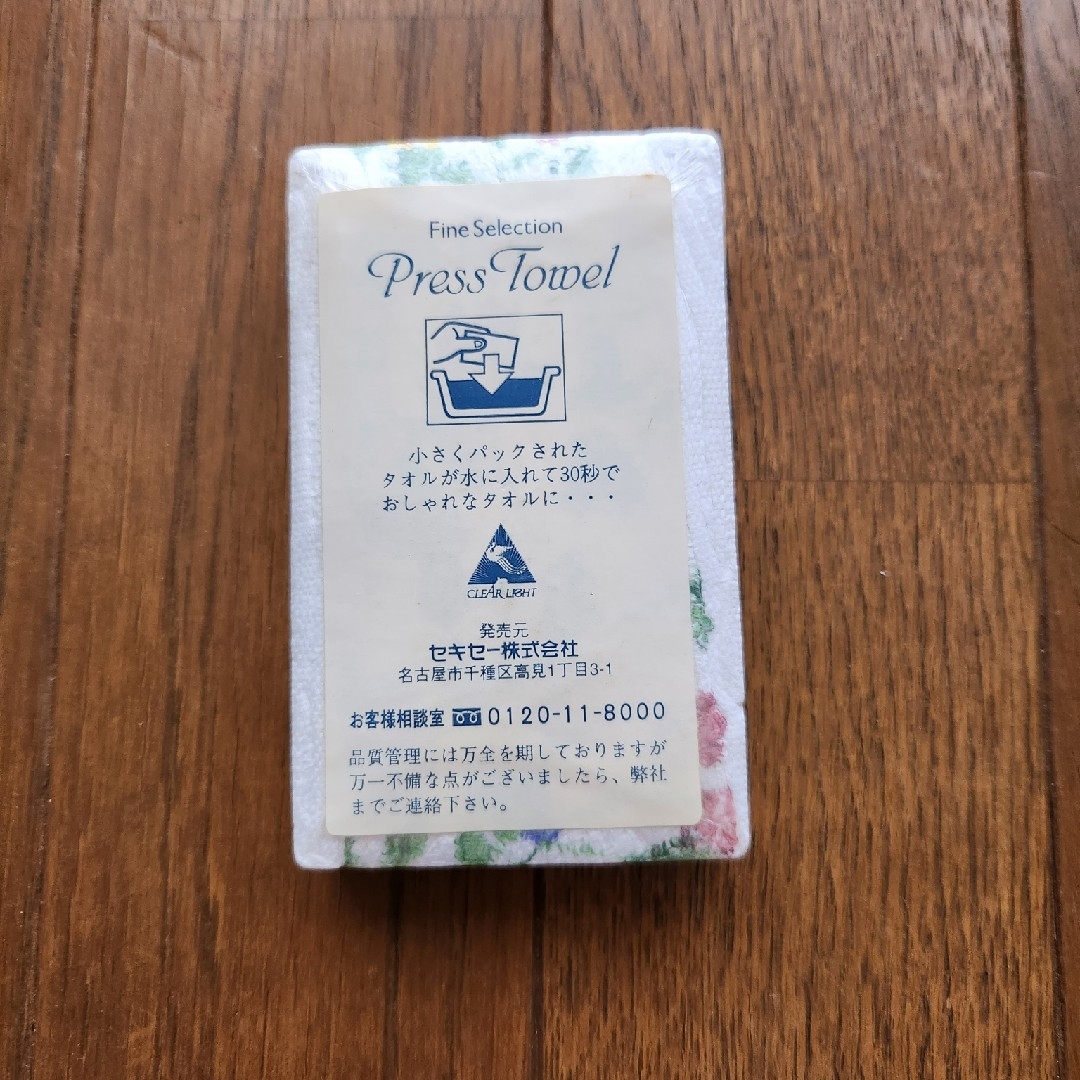 Fine Selection
Press Towel
小さくパックされた
タオルが水に入れて30秒で
おしゃれなタオルに・・・
CLEAR LIGHT
発売元
セキセー株式会社
名古屋市千種区高見1丁目3-1
お客様相談室 0120-11-8000
品質管理には万全を期しておりますが
万一不備な点がございましたら、弊社
までご連絡下さい。